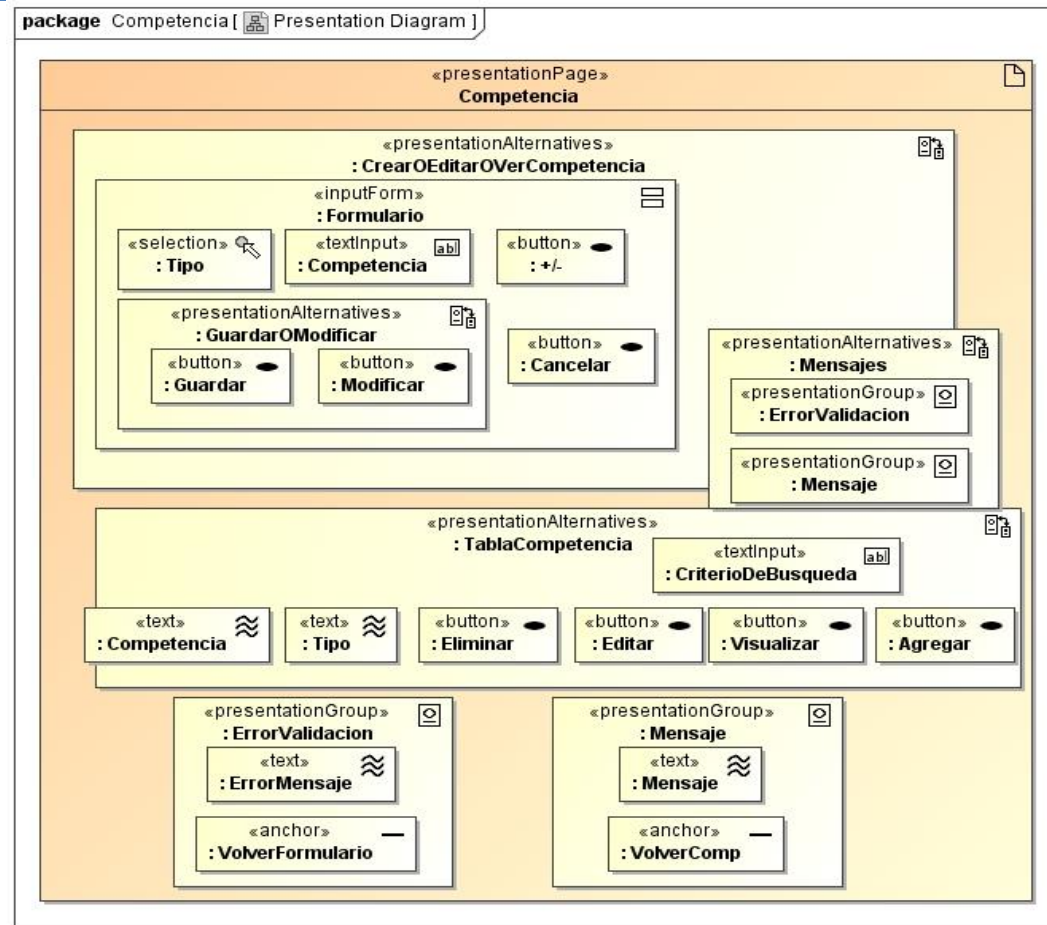 package Competencia [ Presentation Diagram ]
«presentationPage»
Competencia
«presentationAlternatives»
: CrearOEditarOVerCompetencia
«inputForm»
: Formulario
«selection»
: Tipo
«textInput»
: Competencia
abl
«button»
: +/-
«presentationAlternatives»
: GuardarOModificar
«button»
: Guardar
«button»
: Modificar
«button»
: Cancelar
«presentationAlternatives»
: Mensajes
«presentationGroup»
: ErrorValidacion
«presentationGroup»
: Mensaje
«presentationAlternatives»
: TablaCompetencia
«textInput»
: CriterioDeBusqueda
abl
«text»
: Competencia
«text»
: Tipo
«button»
: Eliminar
«button»
: Editar
«button»
: Visualizar
«button»
: Agregar
«presentationGroup»
: ErrorValidacion
«text»
: ErrorMensaje
«anchor»
: VolverFormulario
«presentationGroup»
: Mensaje
«text»
: Mensaje
«anchor»
: VolverComp